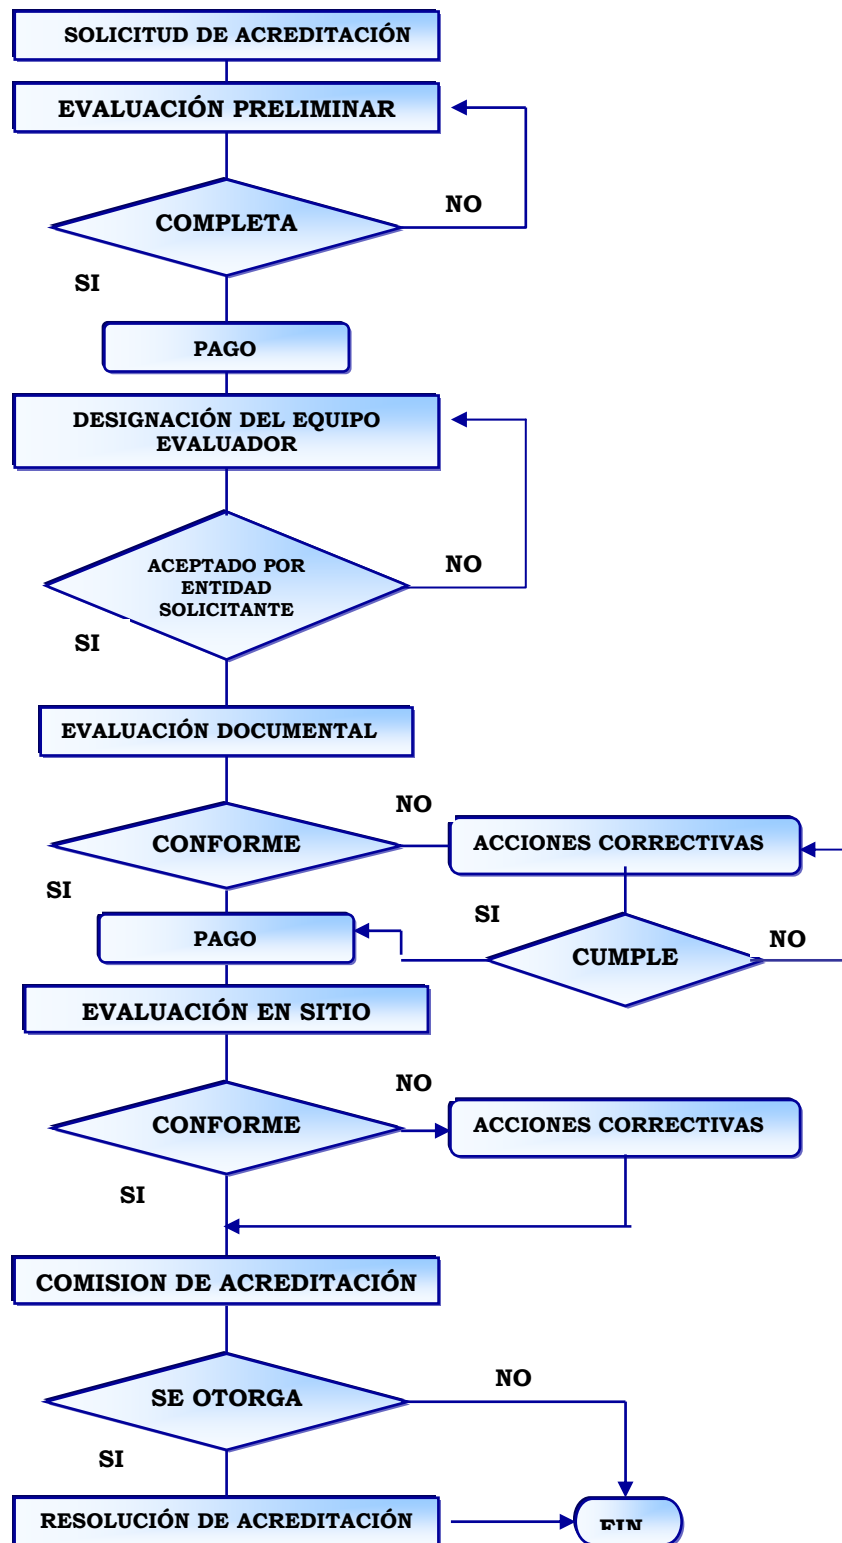 SOLICITUD DE ACREDITACIÓN
EVALUACIÓN PRELIMINAR
COMPLETA
NO
SI
PAGO
DESIGNACIÓN DEL EQUIPO
EVALUADOR
ACEPTADO POR
ENTIDAD
SOLICITANTE
NO
SI
EVALUACIÓN DOCUMENTAL
CONFORME
NO
ACCIONES CORRECTIVAS
SI
PAGO
SI
CUMPLE
NO
EVALUACIÓN EN SITIO
CONFORME
NO
ACCIONES CORRECTIVAS
SI
COMISION DE ACREDITACIÓN
SE OTORGA
NO
SI
RESOLUCIÓN DE ACREDITACIÓN
FIN